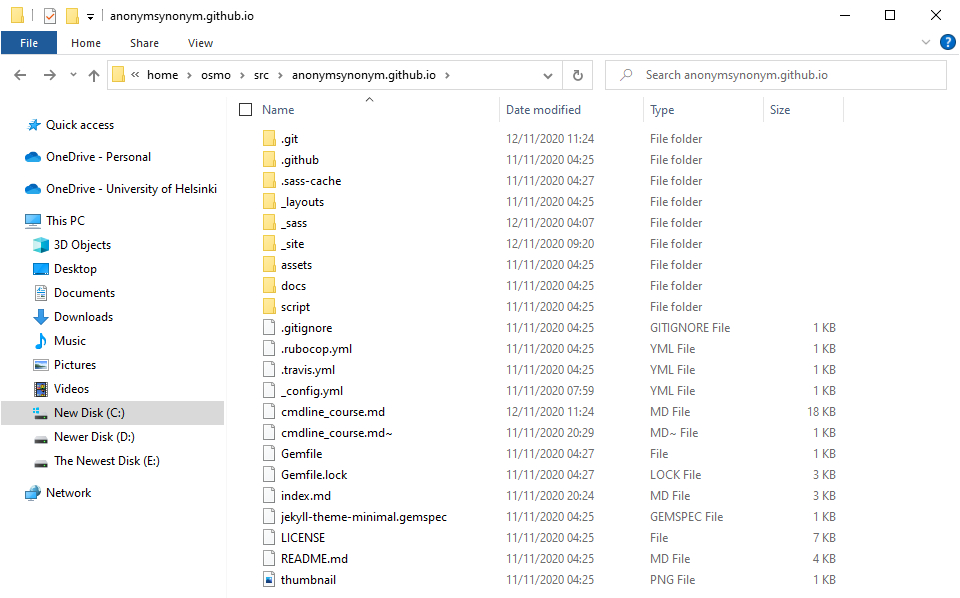 anonymsynonym.github.io
File Home Share View
« home › osmo › src › anonymsynonym.github.io › Search anonymsynonym.github.io
Name Date modified Type Size
Quick access
OneDrive - Personal
OneDrive - University of Helsinki
This PC
3D Objects
Desktop
Documents
Downloads
Music
Pictures
Videos
New Disk (C:)
Newer Disk (D:)
The Newest Disk (E:)
Network
.git 12/11/2020 11:24 File folder
.github 11/11/2020 04:25 File folder
.sass-cache 11/11/2020 04:27 File folder
_layouts 11/11/2020 04:25 File folder
_sass 12/11/2020 04:07 File folder
_site 12/11/2020 09:20 File folder
assets 11/11/2020 04:25 File folder
docs 11/11/2020 04:25 File folder
script 11/11/2020 04:25 File folder
.gitignore 11/11/2020 04:25 GITIGNORE File 1 KB
.rubocop.yml 11/11/2020 04:25 YML File 1 KB
.travis.yml 11/11/2020 04:25 YML File 1 KB
_config.yml 11/11/2020 07:59 YML File 1 KB
cmdline_course.md 12/11/2020 11:24 MD File 18 KB
cmdline_course.md~ 11/11/2020 20:29 MD~ File 1 KB
Gemfile 11/11/2020 04:27 File 1 KB
Gemfile.lock 11/11/2020 04:27 LOCK File 3 KB
index.md 11/11/2020 20:24 MD File 3 KB
jekyll-theme-minimal.gemspec 11/11/2020 04:25 GEMSPEC File 1 KB
LICENSE 11/11/2020 04:25 File 7 KB
README.md 11/11/2020 04:25 MD File 4 KB
thumbnail 11/11/2020 04:25 PNG File 1 KB